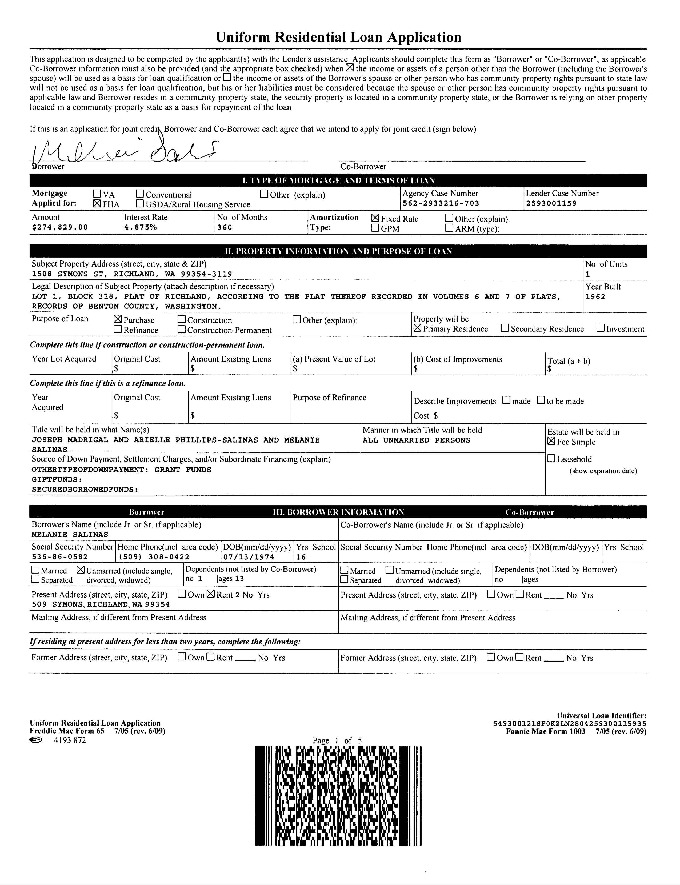 Uniform Residential Loan Application
This application is designed to be completed by the applicant(s) with the Lender's assistance. Applicants should complete this form as "Borrower" or "Co-Borrower", as applicable
Co-Borrower information must also be provided (and the appropriate box checked) when ☒ the income or assets of a person other than the Borrower (including the Borrower's
spouse) will be used as a basis for loan qualification or ☐ the income or assets of the Borrower's spouse or other person who has community property rights pursuant to state law
will not be used as a basis for loan qualification, but his or her liabilities must be considered because the spouse or other person has community property rights pursuant to
applicable law and Borrower resides in a community property state, the security property is located in a community property state, or the Borrower is relying on other property
located in a community property state as a basis for repayment of the loan
If this is an application for joint credit, Borrower and Co-Borrower each agree that we intend to apply for joint credit (sign below)
Borrower Co-Borrower
I. TYPE OF MORTGAGE AND TERMS OF LOAN
Mortgage ☐ VA ☐ Conventional ☐ Other (explain) Agency Case Number Lender Case Number
Applied for: ☒ FHA ☐ USDA/Rural Housing Service 562-2933216-703 2593001159
Amount Interest Rate No of Months Amortization ☒ Fixed Rate ☐ Other (explain)
$274,829.00 4.875% 360 Type: ☐ GPM ☐ ARM (type):
II. PROPERTY INFORMATION AND PURPOSE OF LOAN
Subject Property Address (street, city, state & ZIP) No. of Units
1508 SYMONS ST, RICHLAND, WA 99354-3119 1
Legal Description of Subject Property (attach description if necessary) Year Built
LOT 1, BLOCK 318, PLAT OF RICHLAND, ACCORDING TO THE PLAT THEREOF RECORDED IN VOLUMES 6 AND 7 OF PLATS, 1962
RECORDS OF BENTON COUNTY, WASHINGTON.
Purpose of Loan ☒ Purchase ☐ Construction ☐ Other (explain): Property will be
☐ Refinance ☐ Construction-Permanent ☒ Primary Residence ☐ Secondary Residence ☐ Investment
Complete this line if construction or construction-permanent loan.
Year Lot Acquired Original Cost Amount Existing Liens (a) Present Value of Lot (b) Cost of Improvements Total (a + b)
$ $ $ $ $
Complete this line if this is a refinance loan.
Year Original Cost Amount Existing Liens Purpose of Refinance Describe Improvements ☐ made ☐ to be made
Acquired
$ $ Cost $
Title will be held in what Name(s) Manner in which Title will be held Estate will be held in
JOSEPH MADRIGAL AND ARIELLE PHILLIPS-SALINAS AND MELANIE ALL UNMARRIED PERSONS ☒ Fee Simple
SALINAS
Source of Down Payment, Settlement Charges, and/or Subordinate Financing (explain) ☐ Leasehold
OTHERTYPEOFDOWNPAYMENT: GRANT FUNDS (show expiration date)
GIFTFUNDS:
SECUREDBORROWEDFUNDS:
Borrower III. BORROWER INFORMATION Co-Borrower
Borrower's Name (include Jr. or Sr. if applicable) Co-Borrower's Name (include Jr. or Sr. if applicable)
MELANIE SALINAS
Social Security Number Home Phone(incl area code) DOB(mm/dd/yyyy) Yrs School Social Security Number Home Phone(incl area code) DOB(mm/dd/yyyy) Yrs School
535-86-0582 (509) 308-0422 07/13/1974 16
☐ Married ☒ Unmarried (include single, Dependents (not listed by Co-Borrower) ☐ Married ☐ Unmarried (include single, Dependents (not listed by Borrower)
☐ Separated divorced, widowed) no 1 ages 13 ☐ Separated divorced widowed) no ages
Present Address (street, city, state, ZIP) ☐ Own ☒ Rent 2 No Yrs Present Address (street, city, state, ZIP) ☐ Own ☐ Rent ____ No Yrs
509 SYMONS,RICHLAND,WA 99354
Mailing Address, if different from Present Address Mailing Address, if different from Present Address
If residing at present address for less than two years, complete the following:
Former Address (street, city, state, ZIP) ☐ Own ☐ Rent ____ No Yrs Former Address (street, city, state, ZIP) ☐ Own ☐ Rent ____ No Yrs
Uniform Residential Loan Application Universal Loan Identifier:
Freddie Mac Form 65 7/05 (rev. 6/09)
4193 872 Fannie Mae Form 1003 7/05 (rev. 6/09)
Page 1 of 5